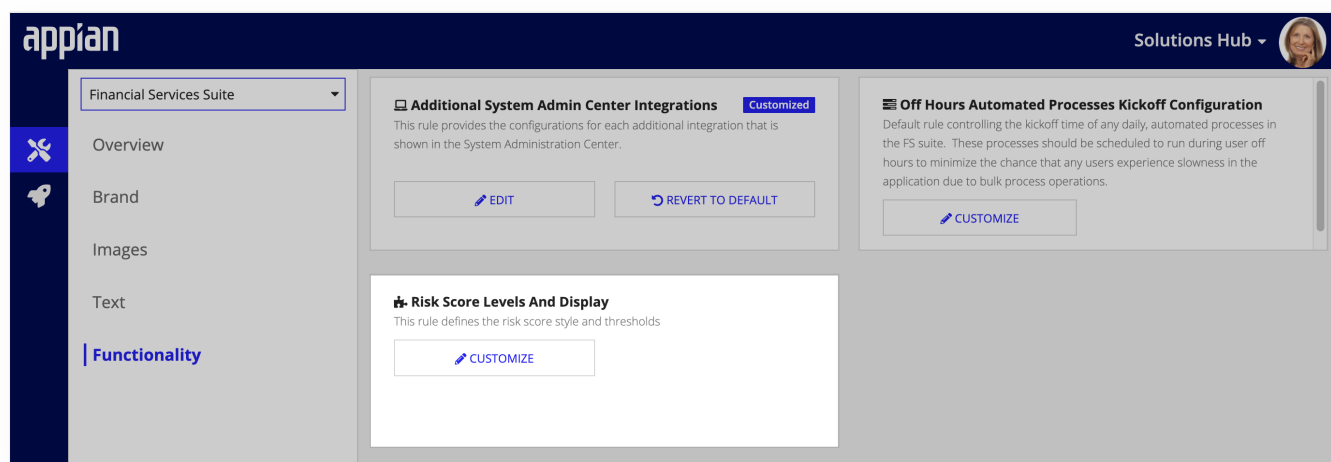 appian
Solutions Hub
Financial Services Suite
Overview
Brand
Images
Text
Functionality
Additional System Admin Center Integrations
Customized
This rule provides the configurations for each additional integration that is
shown in the System Administration Center.
EDIT
REVERT TO DEFAULT
Off Hours Automated Processes Kickoff Configuration
Default rule controlling the kickoff time of any daily, automated processes in
the FS suite. These processes should be scheduled to run during user off
hours to minimize the chance that any users experience slowness in the
application due to bulk process operations.
CUSTOMIZE
Risk Score Levels And Display
This rule defines the risk score style and thresholds
CUSTOMIZE